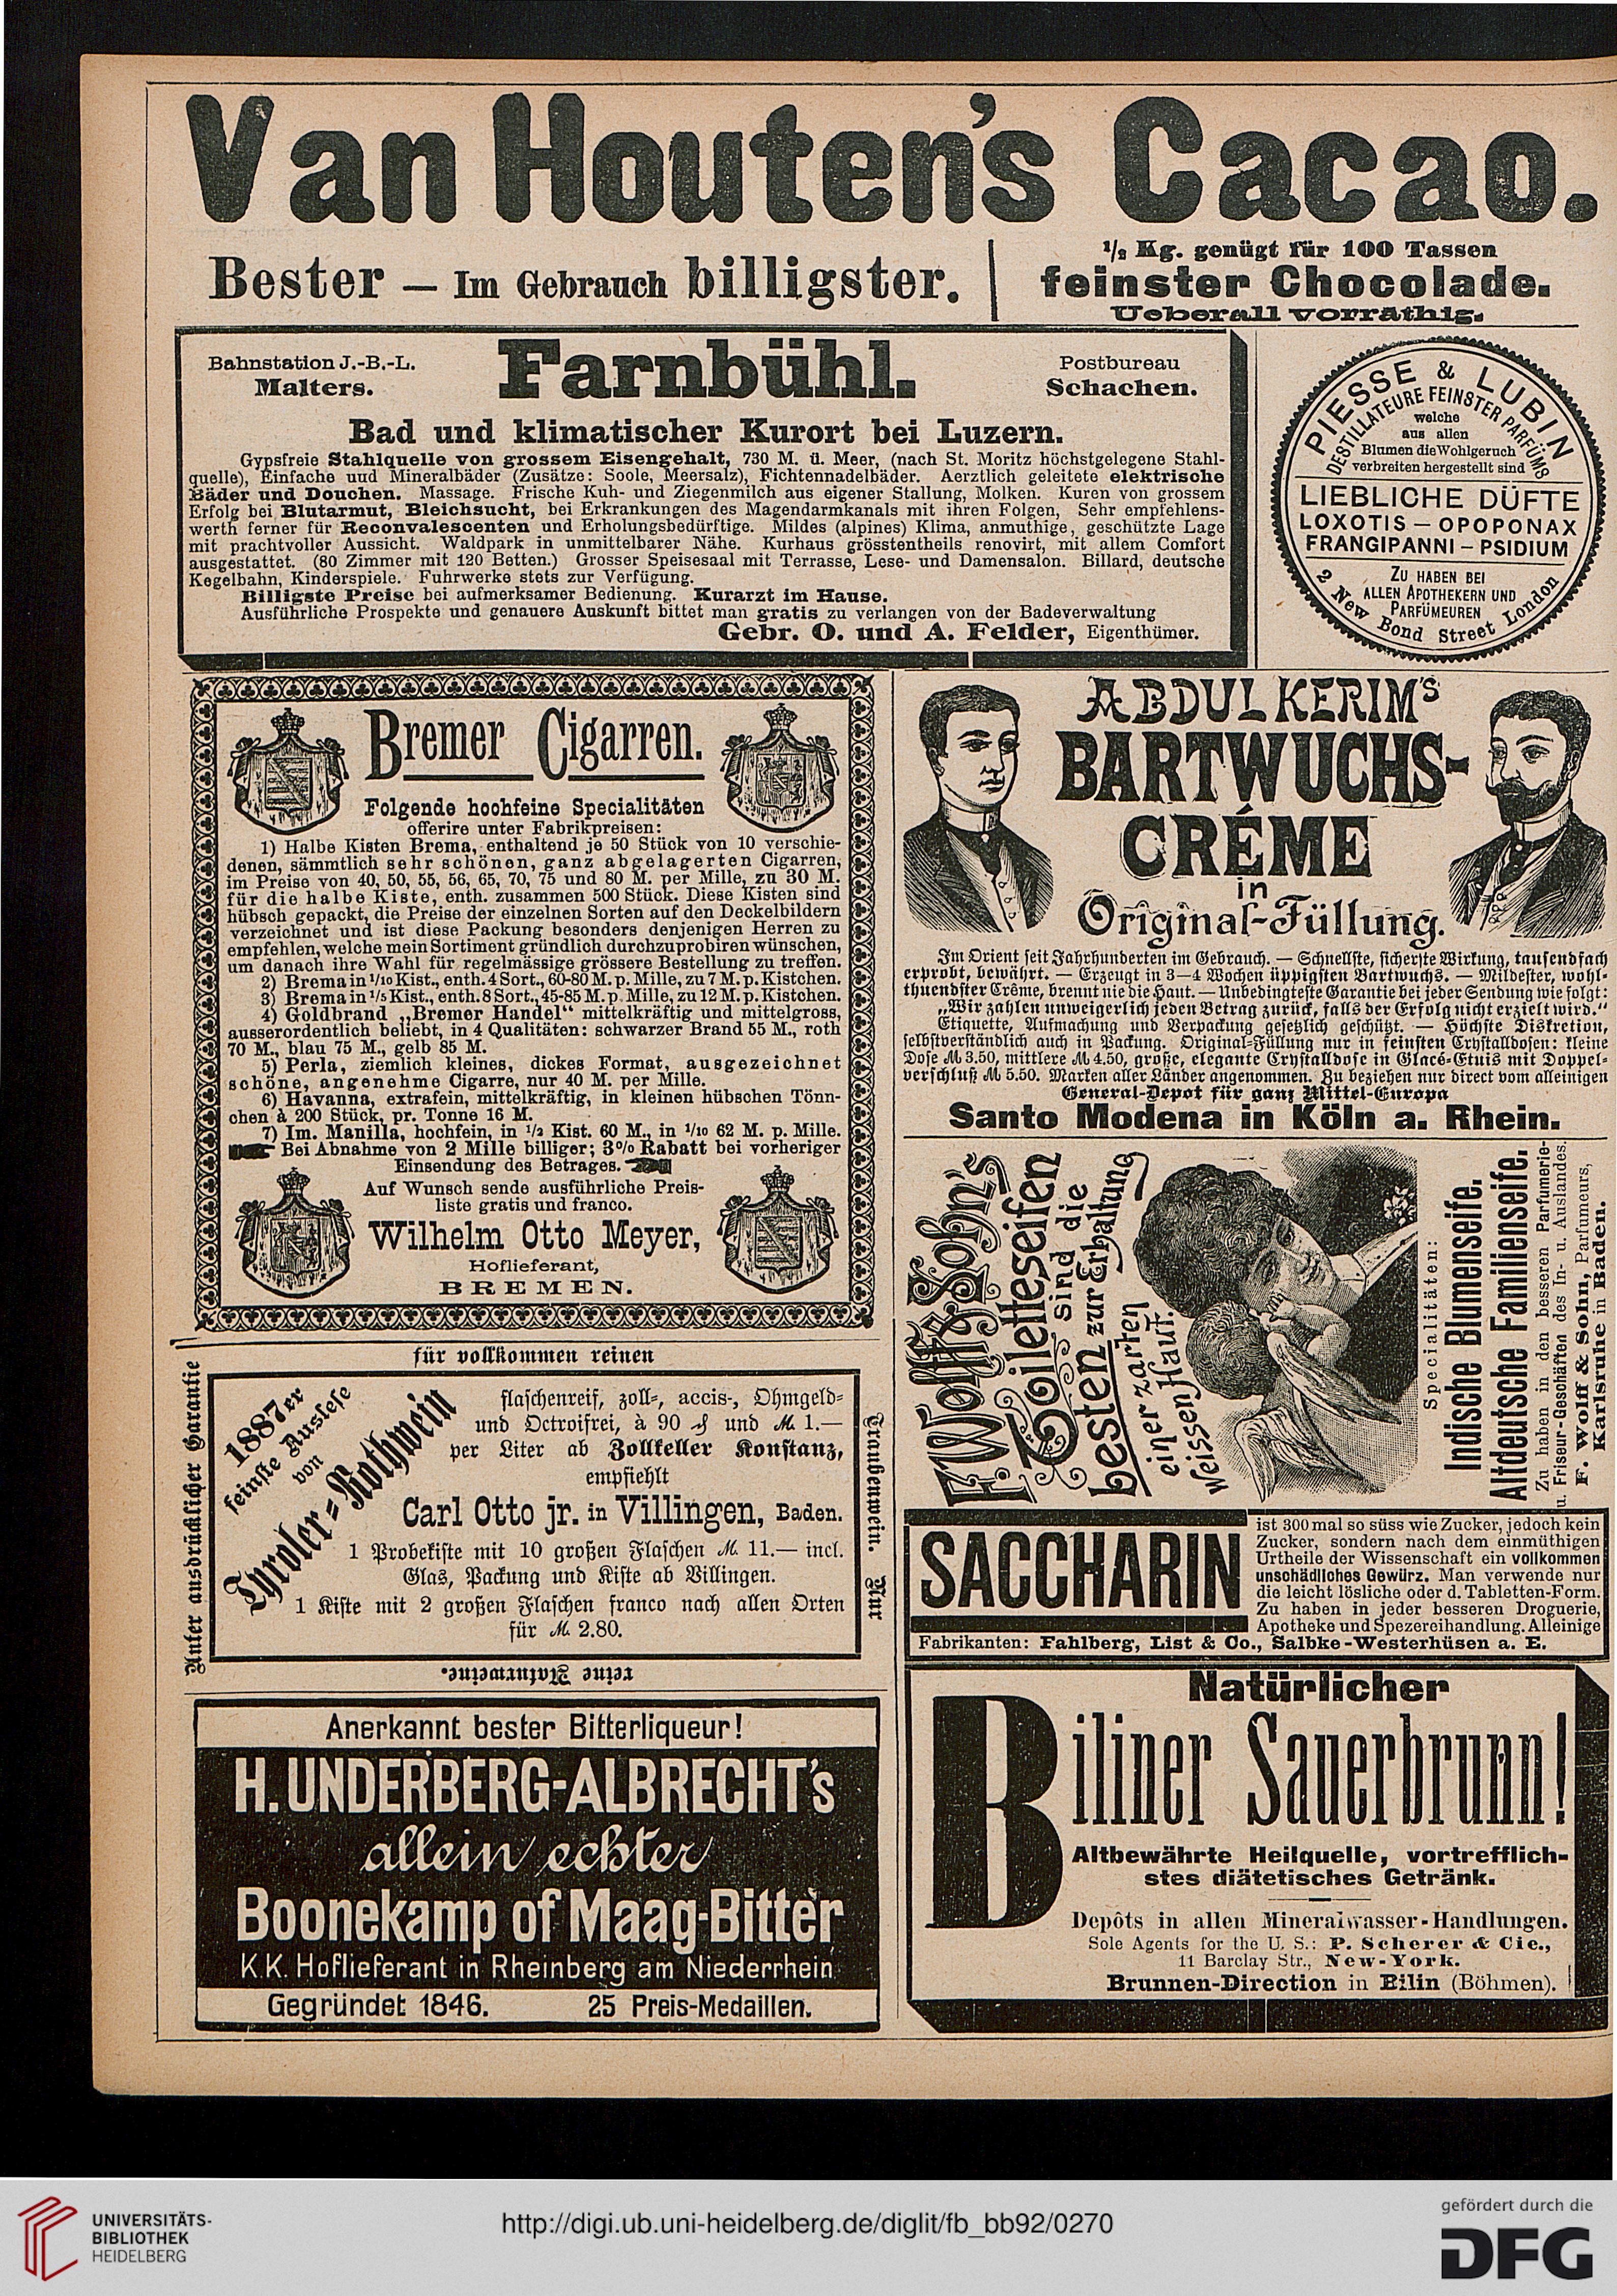 Van Houten's Cacao.
Bester – Im Gebrauch billigster.
1/2 Kg. genügt für 100 Tassen
feinster Chocolade.
Ueberall vorräthig.
Bahnstation J.-B.-L.
Malters.
Farnbühl.
Postbureau
Schachen.
Bad und klimatischer Kurort bei Luzern.
Gypsfreie Stahlquelle von grossem Eisengehalt, 730 M. ü. Meer, (nach St. Moritz höchstgelegene Stahl-
quelle), Einfache und Mineralbäder (Zusätze: Soole, Meersalz), Fichtennadelbäder. Aerztlich geleitete elektrische
Bäder und Douchen. Massage. Frische Kuh- und Ziegenmilch aus eigener Stallung, Molken. Kuren von grossem
Erfolg bei Blutarmut, Bleichsucht, bei Erkrankungen des Magendarmkanals mit ihren Folgen, Sehr empfehlens-
werth ferner für Reconvalescenten und Erholungsbedürftige. Mildes (alpines) Klima, anmuthige, geschützte Lage
mit prachtvoller Aussicht. Waldpark in unmittelbarer Nähe. Kurhaus grösstentheils renovirt, mit allem Comfort
ausgestattet. (80 Zimmer mit 120 Betten.) Grosser Speisesaal mit Terrasse, Lese- und Damensalon. Billard, deutsche
Kegelbahn, Kinderspiele. Fuhrwerke stets zur Verfügung.
Billigste Preise bei aufmerksamer Bedienung. Kurarzt im Hause.
Ausführliche Prospekte und genauere Auskunft bittet man gratis zu verlangen von der Badeverwaltung
Gebr. O. und A. Felder, Eigenthümer.
PIESSE & LUBIN
DESTILLATEURE FEINSTER PARFÜMS
welche
aus allen
Blumen die Wohlgeruch
verbreiten hergestellt sind
LIEBLICHE DÜFTE
LOXOTIS – OPOPONAX
FRANGIPANNI – PSIDIUM
ZU HABEN BEI
ALLEN APOTHEKERN UND
PARFÜMEUREN
2 New Bond Street London
Bremer Cigarren.
Folgende hochfeine Specialitäten
offerire unter Fabrikpreisen:
1) Halbe Kisten Brema, enthaltend je 50 Stück von 10 verschie-
denen, sämmtlich sehr schönen, ganz abgelagerten Cigarren,
im Preise von 40, 50, 55, 56, 65, 70, 75 und 80 M. per Mille, zu 30 M.
für die halbe Kiste, enth. zusammen 500 Stück. Diese Kisten sind
hübsch gepackt, die Preise der einzelnen Sorten auf den Deckelbildern
verzeichnet und ist diese Packung besonders denjenigen Herren zu
empfehlen, welche mein Sortiment gründlich durchzuprobiren wünschen,
um danach ihre Wahl für regelmässige grössere Bestellung zu treffen.
2) Brema in 1/10 Kist., enth. 4 Sort., 60-80 M. p. Mille, zu 7 M. p. Kistchen.
3) Brema in 1/5 Kist., enth. 8 Sort., 45-85 M. p. Mille, zu 12 M. p. Kistchen.
4) Goldbrand „Bremer Handel“ mittelkräftig und mittelgross,
ausserordentlich beliebt, in 4 Qualitäten: schwarzer Brand 55 M., roth
70 M., blau 75 M., gelb 85 M.
5) Perla, ziemlich kleines, dickes Format, ausgezeichnet
schöne, angenehme Cigarre, nur 40 M. per Mille.
6) Havanna, extrafein, mittelkräftig, in kleinen hübschen Tönn-
chen à 200 Stück, pr. Tonne 16 M.
7) Im. Manilla, hochfein, in 1/2 Kist. 60 M., in 1/10 62 M. p. Mille.
Bei Abnahme von 2 Mille billiger; 3% Rabatt bei vorheriger
Einsendung des Betrages.
Auf Wunsch sende ausführliche Preis-
liste gratis und franco.
Wilhelm Otto Meyer,
Hoflieferant,
BREMEN.
ABDUL KERIM'S
BARTWUCHS-
CRÉME
in
Original-Füllung.
Im Orient seit Jahrhunderten im Gebrauch. — Schnellste, sicherste Wirkung, tausendfach
erprobt, bewährt. — Erzeugt in 3—4 Wochen üppigsten Bartwuchs. — Mildester, wohl-
thuendster Crême, brennt nie die Haut. — Unbedingteste Garantie bei jeder Sendung wie folgt:
„Wir zahlen unweigerlich jeden Betrag zurück, falls der Erfolg nicht erzielt wird.“
Etiquette, Aufmachung und Verpackung gesetzlich geschützt. — Höchste Diskretion,
selbstverständlich auch in Packung. Original-Füllung nur in feinsten Crystalldosen: kleine
Dose M 3.50, mittlere M 4.50, große, elegante Crystalldose in Glacé-Etuis mit Doppel-
verschluß M 5.50. Marken aller Länder angenommen. Zu beziehen nur direct vom alleinigen
General-Depot für ganz Mittel-Europa
Santo Modena in Köln a. Rhein.
F. Wolff & Sohn's
Toiletteseifen
sind die
besten zur Erhaltung
einer zarten
weissen Haut.
Specialitäten:
Indische Blumenseife.
Altdeutsche Familienseife.
Zu haben in den besseren Parfumerie-
u. Friseur-Geschäften des In- u. Auslandes.
F. Wolff & Sohn, Parfumeurs,
Karlsruhe in Baden.
Unter ausdrücklicher Garantie
für vollkommen reinen
Traubenwein. Nur
reine Naturweine.
1887er
feinste Auslese
von
Tyroler-Rothwein
flaschenreif, zoll-, accis-, Ohmgeld-
und Octroifrei, à 90 ₰ und M. 1.—
per Liter ab Zollkeller Konstanz,
empfiehlt
Carl Otto jr. in Villingen, Baden.
1 Probekiste mit 10 großen Flaschen M. 11.— incl.
Glas, Packung und Kiste ab Villingen.
1 Kiste mit 2 großen Flaschen franco nach allen Orten
für M. 2.80.
SACCHARIN
ist 300 mal so süss wie Zucker, jedoch kein
Zucker, sondern nach dem einmüthigen
Urtheile der Wissenschaft ein vollkommen
unschädliches Gewürz. Man verwende nur
die leicht lösliche oder d. Tabletten-Form.
Zu haben in jeder besseren Droguerie,
Apotheke und Spezereihandlung. Alleinige
Fabrikanten: Fahlberg, List & Co., Salbke-Westerhüsen a. E.
Anerkannt bester Bitterliqueur!
H. UNDERBERG-ALBRECHT's
allein echter
Boonekamp of Maag-Bitter
K.K. Hoflieferant in Rheinberg am Niederrhein
Gegründet 1846. 25 Preis-Medaillen.
Natürlicher
Biliner Sauerbrunn!
Altbewährte Heilquelle, vortrefflich-
stes diätetisches Getränk.
Depôts in allen Mineralwasser-Handlungen.
Sole Agents for the U. S.: P. Scherer & Cie.,
11 Barclay Str., New-York.
Brunnen-Direction in Bilin (Böhmen).
UNIVERSITÄTS-
BIBLIOTHEK
HEIDELBERG
http://digi.ub.uni-heidelberg.de/diglit/fb_bb92/0270
gefördert durch die
DFG